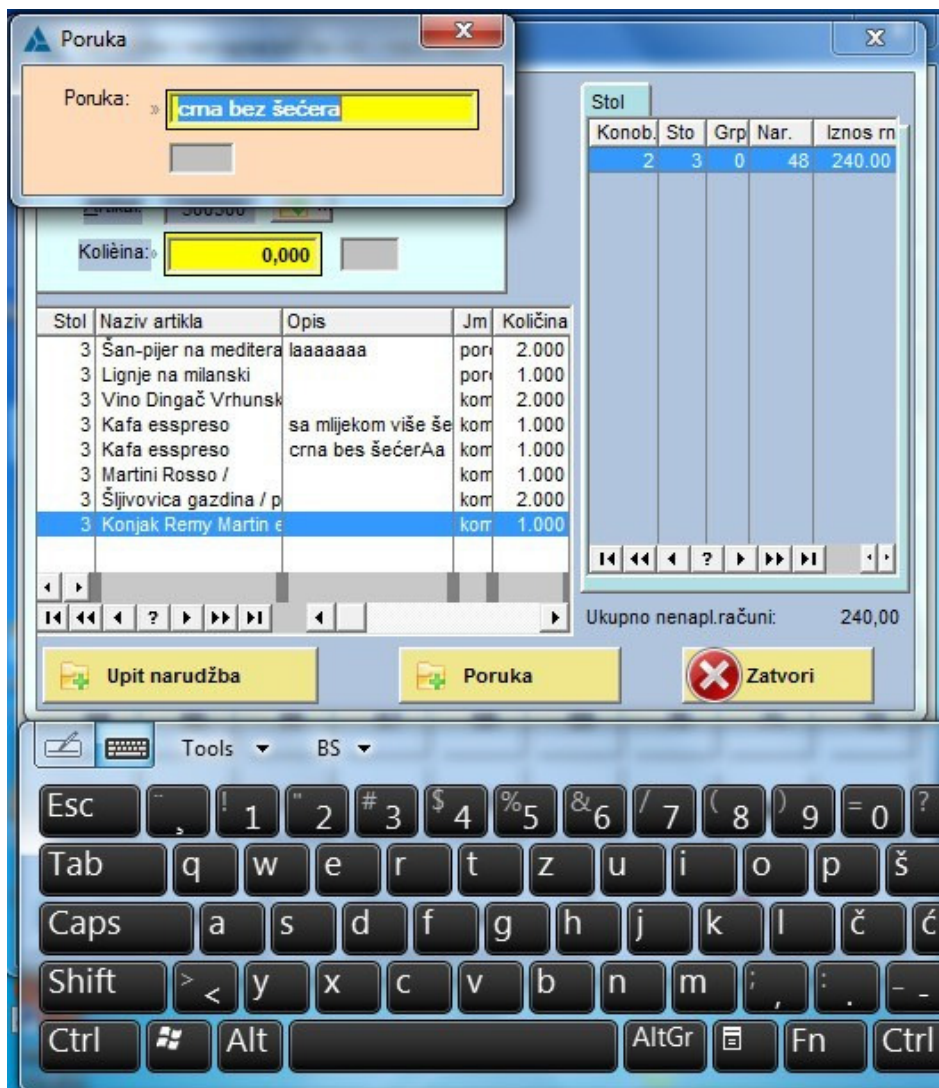 Poruka
Poruka:
crna bez šećera
Kolièina:
0,000
Stol
Konob. Sto Grp Nar. Iznos rn
2 3 0 48 240.00
Stol Naziv artikla Opis Jm Količina
3 Šan-pijer na meditera laaaaaaa por 2.000
3 Lignje na milanski por 1.000
3 Vino Dingač Vrhunsk kom 2.000
3 Kafa esspreso sa mlijekom više še kom 1.000
3 Kafa esspreso crna bes šećerAa kom 1.000
3 Martini Rosso / kom 1.000
3 Šljivovica gazdina / p kom 2.000
3 Konjak Remy Martin e kom 1.000
?
?
Ukupno nenapl.računi: 240,00
Upit narudžba Poruka Zatvori
Tools BS
Esc ¨ ¸ ! 1 " 2 # 3 $ 4 % 5 & 6 / 7 ( 8 ) 9 = 0 ?
Tab q w e r t z u i o p š
Caps a s d f g h j k l č ć
Shift > < y x c v b n m ; , : . _ -
Ctrl Alt AltGr Fn Ctrl